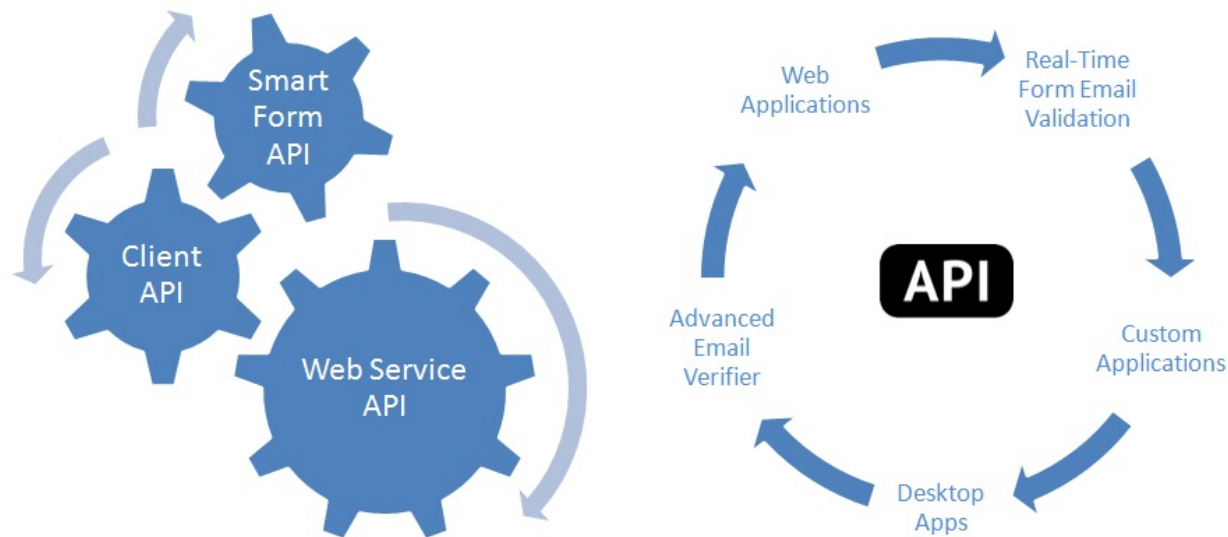 Smart
Form
API
Client
API
Web Service
API
Web
Applications
Real-Time
Form Email
Validation
Custom
Applications
Desktop
Apps
Advanced
Email
Verifier
API